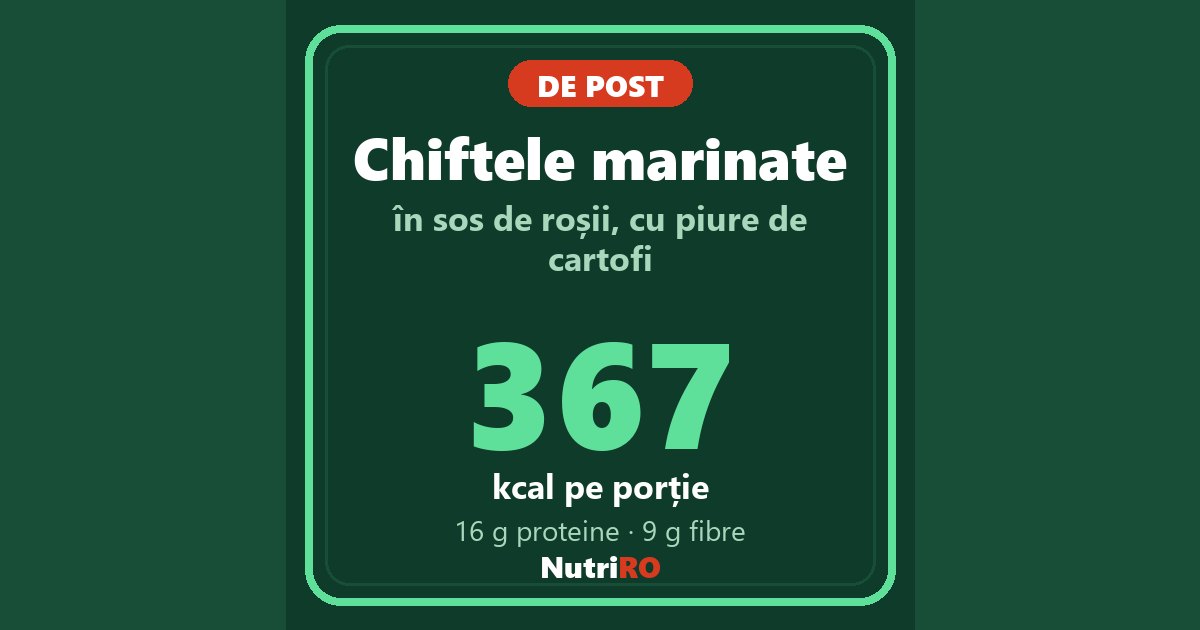 DE POST
Chiftele marinate
în sos de roșii, cu piure de
cartofi
367
kcal pe porție
16 g proteine · 9 g fibre
NutriRO